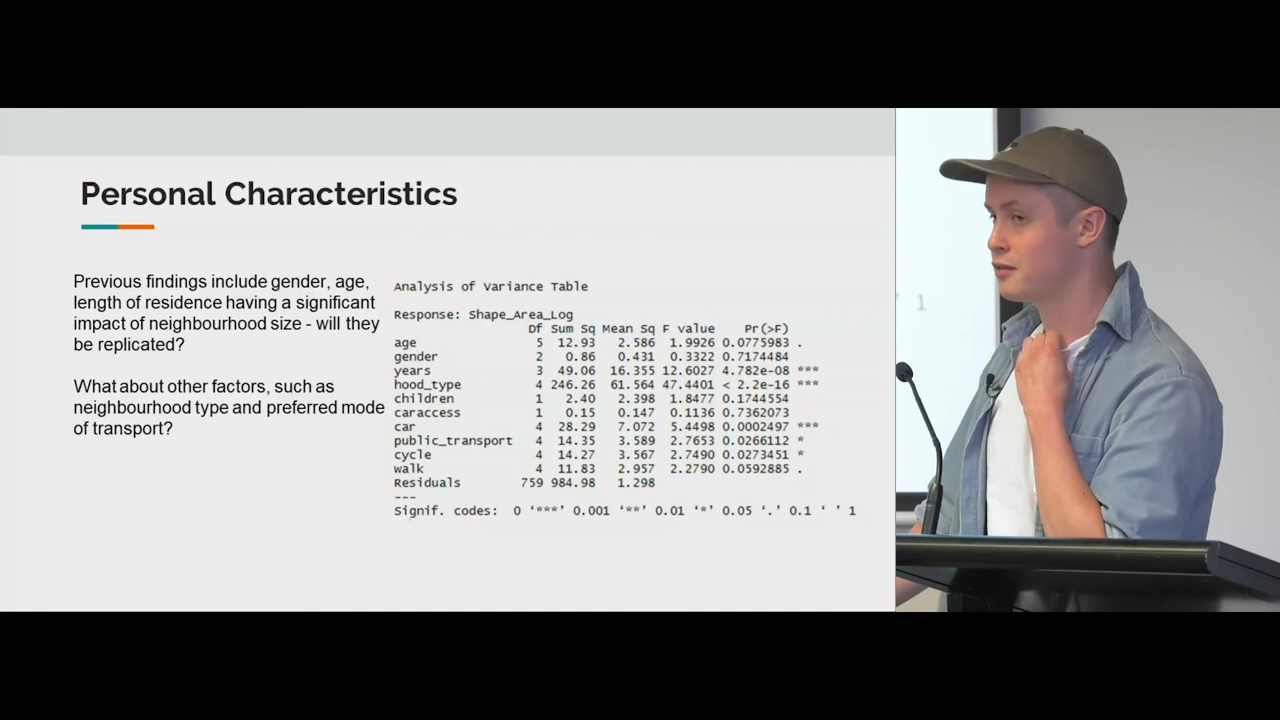 Personal Characteristics
Previous findings include gender, age,
length of residence having a significant
impact of neighbourhood size - will they
be replicated?
What about other factors, such as
neighbourhood type and preferred mode
of transport?
Analysis of Variance Table
Response: Shape_Area_Log
Df Sum Sq Mean Sq F value Pr(>F)
age 5 12.93 2.586 1.9926 0.0775983 .
gender 2 0.86 0.431 0.3322 0.7174484
years 3 49.06 16.355 12.6027 4.782e-08 ***
hood_type 4 246.26 61.564 47.4401 < 2.2e-16 ***
children 1 2.40 2.398 1.8477 0.1744554
caraccess 1 0.15 0.147 0.1136 0.7362073
car 4 28.29 7.072 5.4498 0.0002497 ***
public_transport 4 14.35 3.589 2.7653 0.0266112 *
cycle 4 14.27 3.567 2.7490 0.0273451 *
walk 4 11.83 2.957 2.2790 0.0592885 .
Residuals 759 984.98 1.298
---
Signif. codes: 0 ‘***’ 0.001 ‘**’ 0.01 ‘*’ 0.05 ‘.’ 0.1 ‘ ’ 1
’ 1